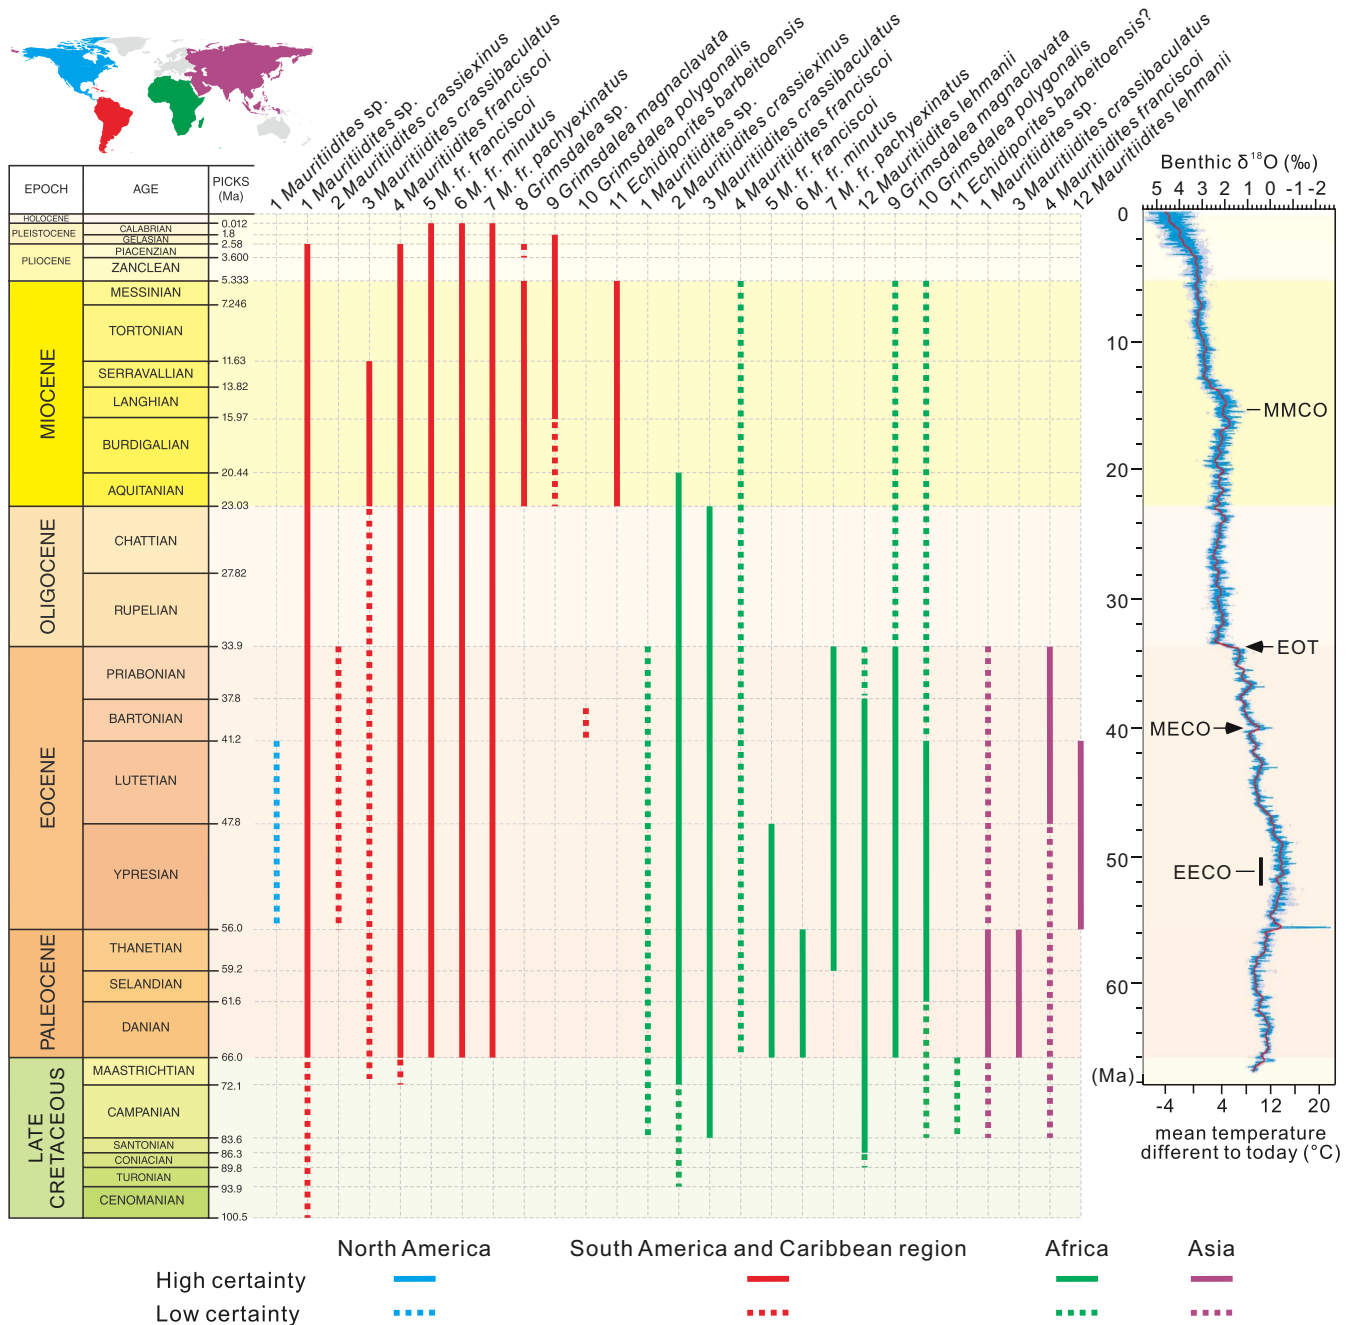 1 Mauritiidites sp.
1 Mauritiidites sp.
2 Mauritiidites crassiexinus
3 Mauritiidites crassibaculatus
4 Mauritiidites franciscoi
5 M. fr. franciscoi
6 M. fr. minutus
7 M. fr. pachyexinatus
8 Grimsdalea sp.
9 Grimsdalea magnaclavata
10 Grimsdalea polygonalis
11 Echidiporites barbeitoensis
1 Mauritiidites sp.
2 Mauritiidites crassiexinus
3 Mauritiidites crassibaculatus
4 Mauritiidites franciscoi
5 M. fr. franciscoi
6 M. fr. minutus
7 M. fr. pachyexinatus
12 Mauritiidites lehmanii
9 Grimsdalea magnaclavata
10 Grimsdalea polygonalis
11 Echidiporites barbeitoensis?
1 Mauritiidites sp.
3 Mauritiidites crassibaculatus
4 Mauritiidites franciscoi
12 Mauritiidites lehmanii
EPOCH
AGE
PICKS
(Ma)
HOLOCENE
0.012
PLEISTOCENE
CALABRIAN
1.8
GELASIAN
2.58
PLIOCENE
PIACENZIAN
3.600
ZANCLEAN
5.333
MIOCENE
MESSINIAN
7.246
TORTONIAN
11.63
SERRAVALLIAN
13.82
LANGHIAN
15.97
BURDIGALIAN
20.44
AQUITANIAN
23.03
OLIGOCENE
CHATTIAN
27.82
RUPELIAN
33.9
EOCENE
PRIABONIAN
37.8
BARTONIAN
41.2
LUTETIAN
47.8
YPRESIAN
56.0
PALEOCENE
THANETIAN
59.2
SELANDIAN
61.6
DANIAN
66.0
LATE
CRETACEOUS
MAASTRICHTIAN
72.1
CAMPANIAN
83.6
SANTONIAN
86.3
CONIACIAN
89.8
TURONIAN
93.9
CENOMANIAN
100.5
Benthic δ¹⁸O (‰)
5 4 3 2 1 0 -1 -2
0
10
20
30
40
50
60
(Ma)
MMCO
EOT
MECO
EECO
-4 4 12 20
mean temperature
different to today (°C)
North America
South America and Caribbean region
Africa
Asia
High certainty
Low certainty